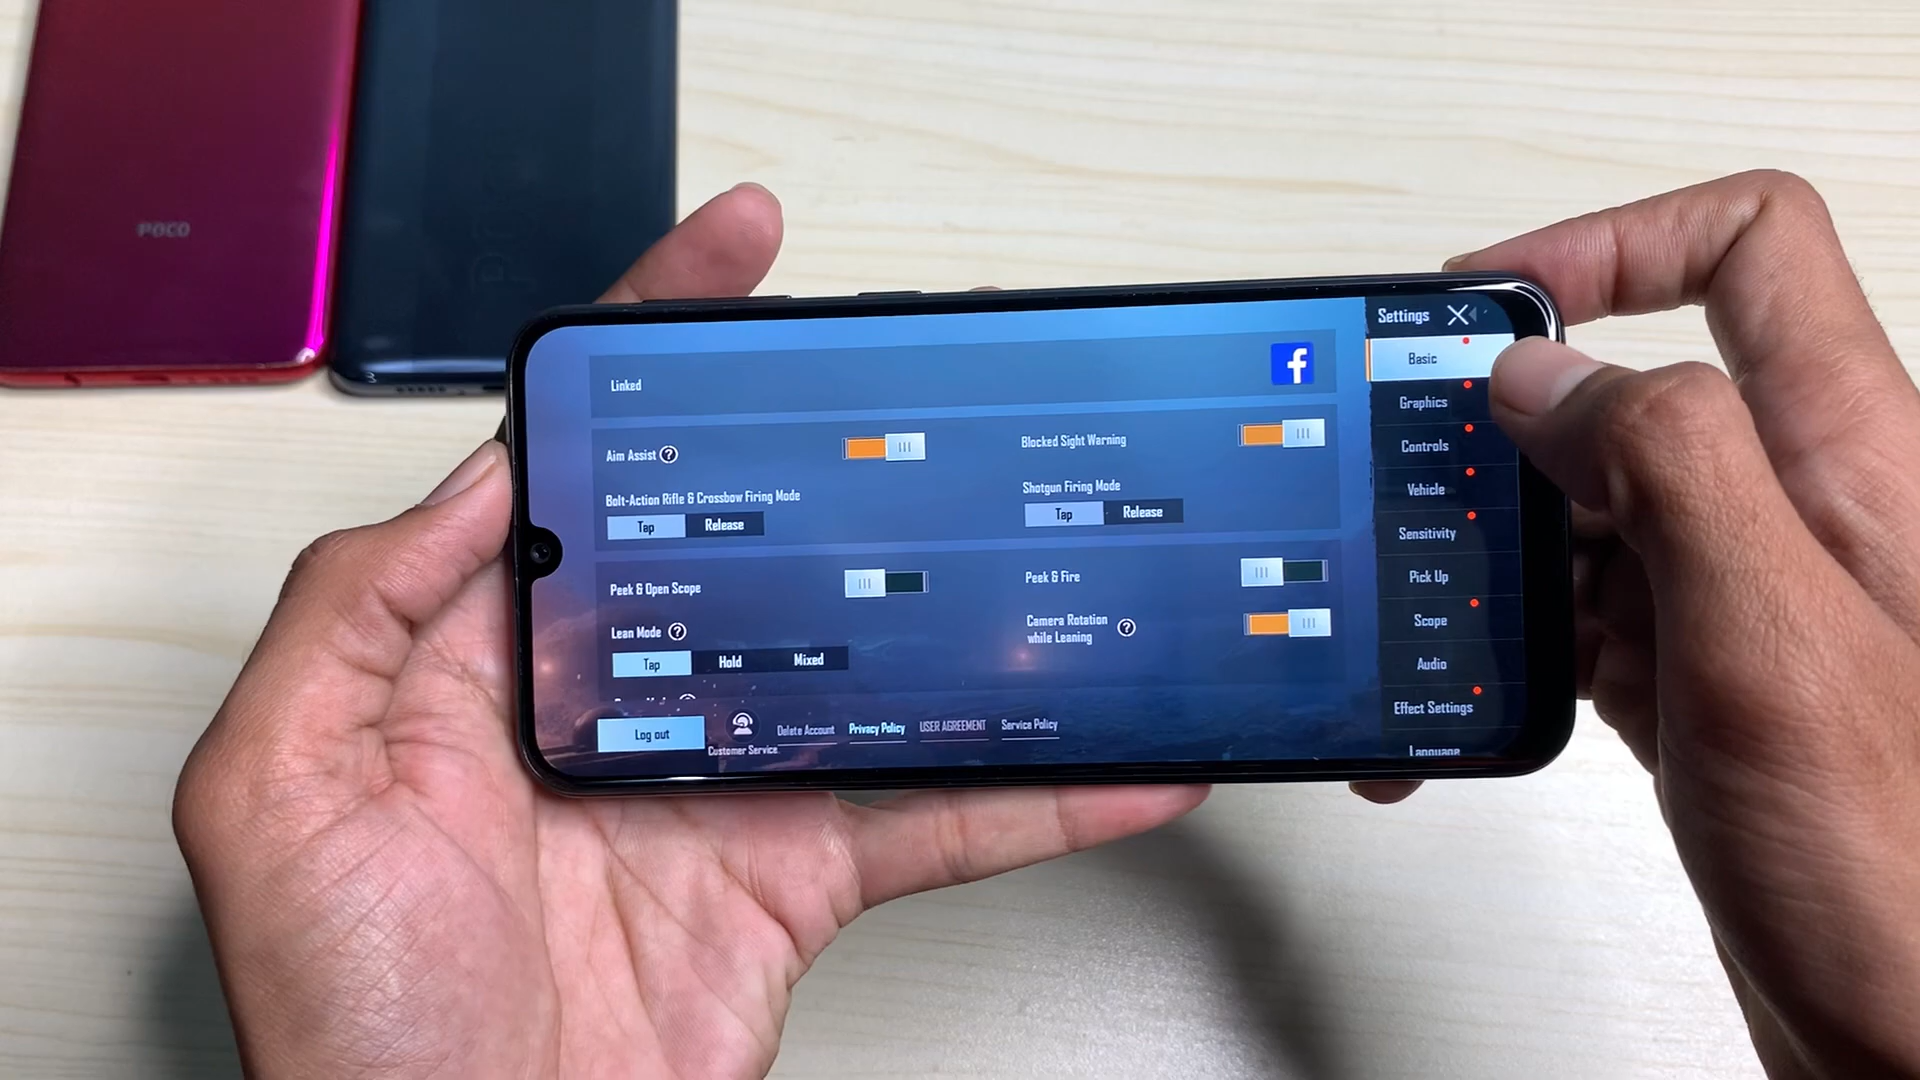 POCO
Settings
Linked
Basic
Graphics
Aim Assist ?
Blocked Sight Warning
Controls
Bolt-Action Rifle & Crossbow Firing Mode
Shotgun Firing Mode
Vehicle
Tap Release
Tap Release
Sensitivity
Peek & Open Scope
Peek & Fire
Pick Up
Lean Mode ?
Camera Rotation
while Leaning ?
Scope
Tap Hold Mixed
Audio
Effect Settings
Log out
Customer Service
Delete Account
Privacy Policy
USER AGREEMENT
Service Policy
Language